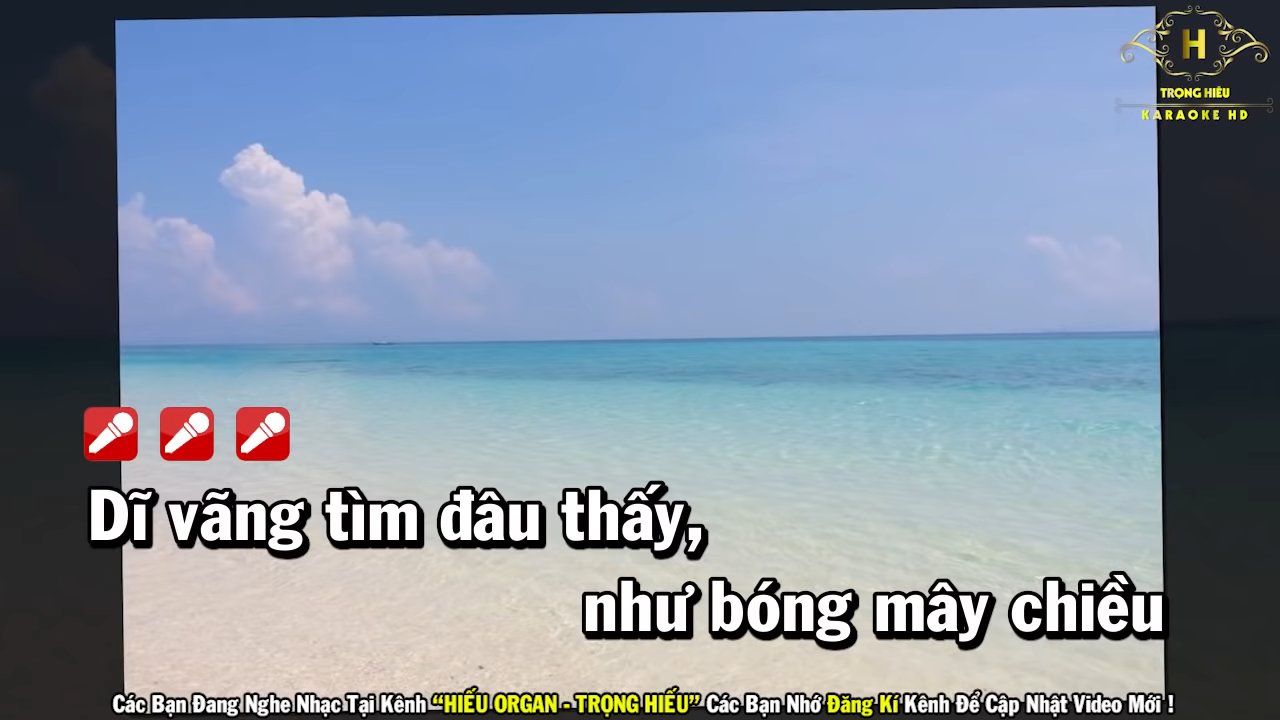 H
TRỌNG HIẾU
KARAOKE HD
Dĩ vãng tìm đâu thấy,
như bóng mây chiều
Các Bạn Đang Nghe Nhạc Tại Kênh “HIẾU ORGAN - TRỌNG HIẾU” Các Bạn Nhớ Đăng Kí Kênh Để Cập Nhật Video Mới !